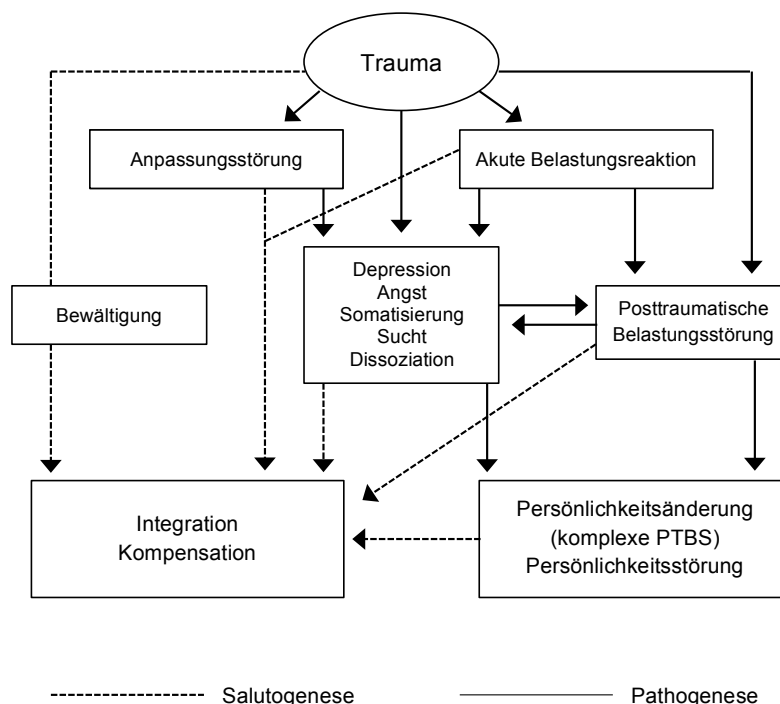 Trauma
Anpassungsstörung
Akute Belastungsreaktion
Depression
Angst
Somatisierung
Sucht
Dissoziation
Bewältigung
Posttraumatische
Belastungsstörung
Integration
Kompensation
Persönlichkeitsänderung
(komplexe PTBS)
Persönlichkeitsstörung
Salutogenese
Pathogenese